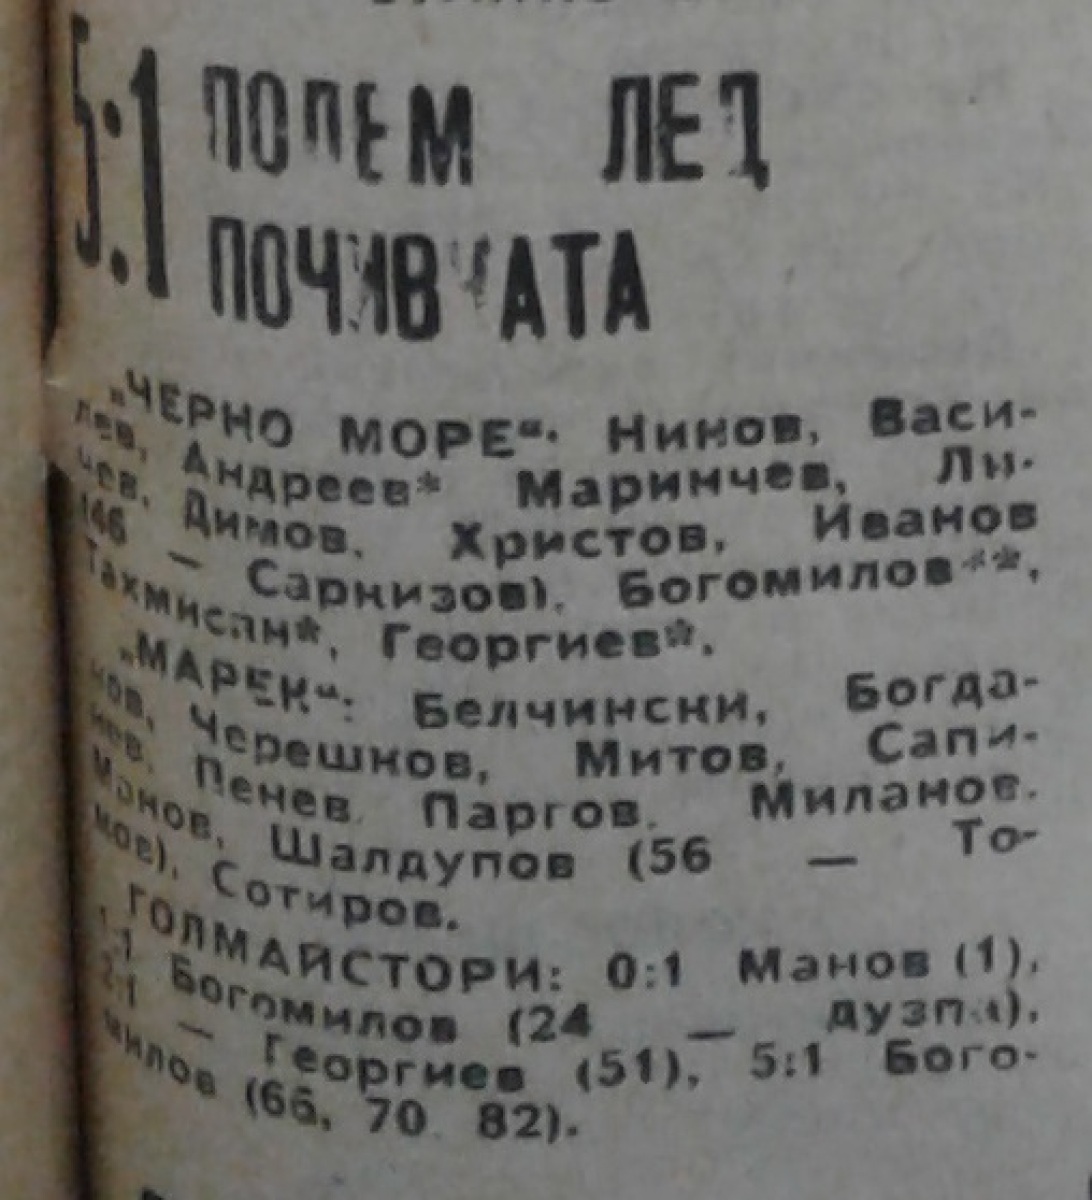 5:1 ГОЛЕМ ЛЕД
ПОЧИВКАТА
„ЧЕРНО МОРЕ“. Нинов, Васи-
лев, Андреев* Маринчев, Ли-
чев, Димов, Христов, Иванов
(46 — Сарнизов), Богомилов**,
Тахмисян*, Георгиев*.
„МАРЕК“: Белчински, Богда-
нов, Черешнов, Митов, Сапи-
нев, Пенев, Паргов, Миланов.
Манов, Шалдупов (56 — То-
мов), Сотиров.
ГОЛМАЙСТОРИ: 0:1 Манов (1),
1:1 Богомилов (24 — дузпа),
2:1 — Георгиев (51), 5:1 Бого-
милов (66, 70 82).